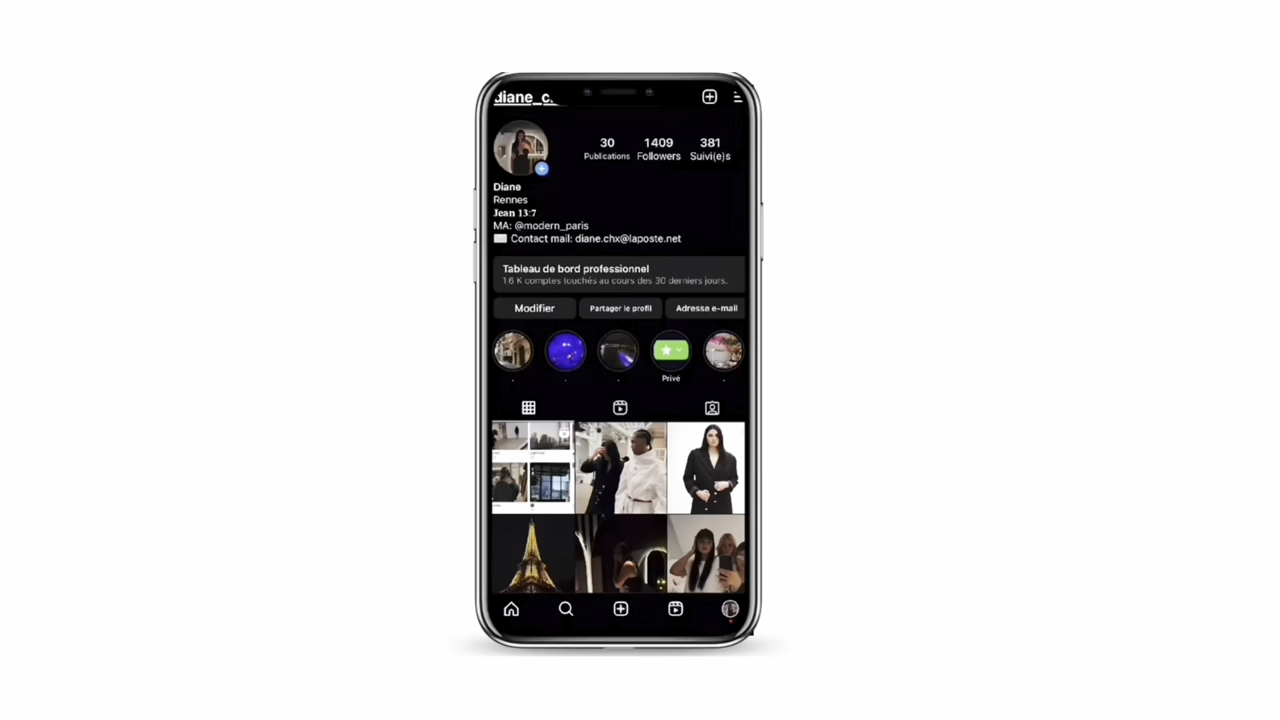 diane_c
30 1409 381
Publications Followers Suivi(e)s
Diane
Rennes
Jean 13:7
MA: @modern_paris
Contact mail: diane.chx@laposte.net
Tableau de bord professionnel
1.6 K comptes touchés au cours des 30 derniers jours.
Modifier Partager le profil Adresse e-mail
Privé